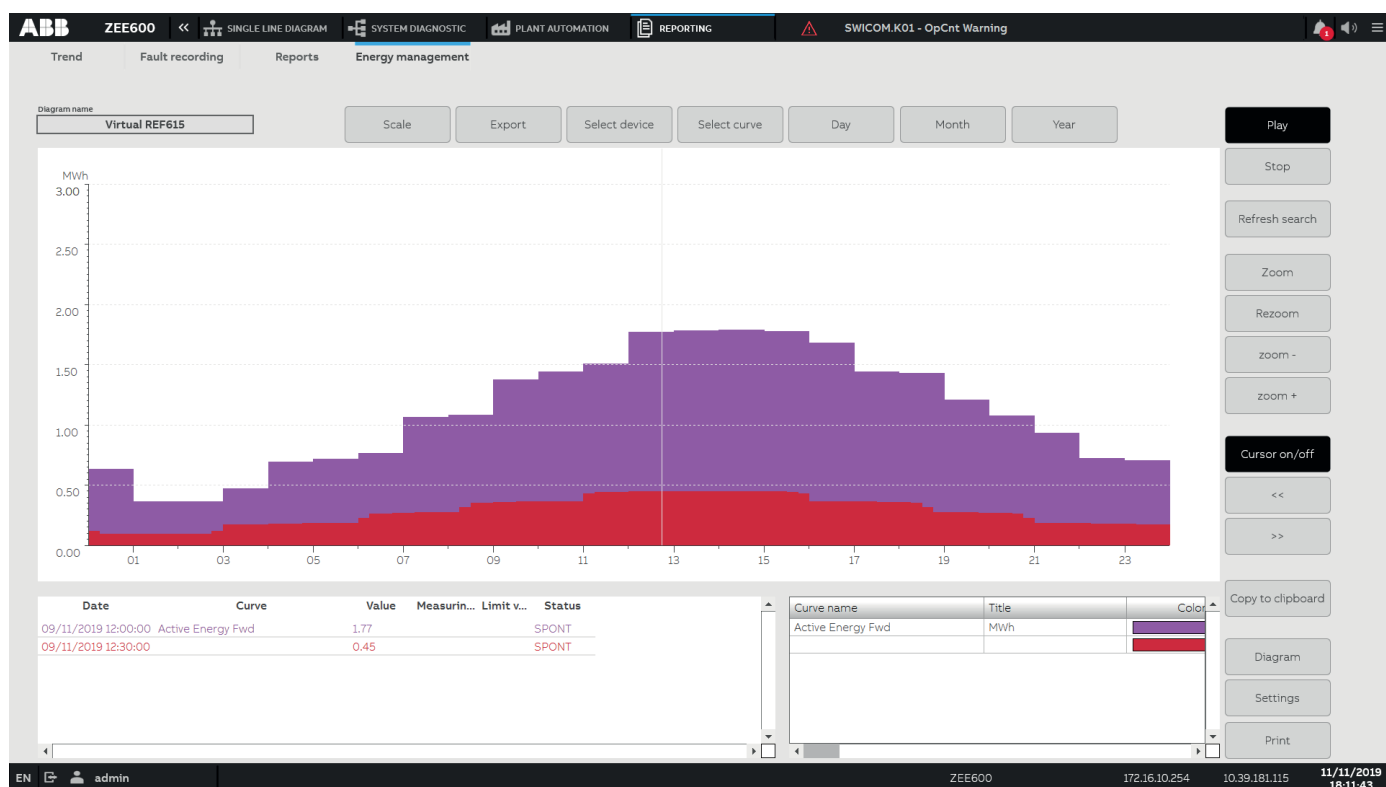 ABB ZEE600 << SINGLE LINE DIAGRAM SYSTEM DIAGNOSTIC PLANT AUTOMATION REPORTING SWICOM.K01 - OpCnt Warning 1
Trend Fault recording Reports Energy management
Diagram name
Virtual REF615 Scale Export Select device Select curve Day Month Year Play
Stop
Refresh search
Zoom
Rezoom
zoom -
zoom +
Cursor on/off
<<
>>
Copy to clipboard
Diagram
Settings
Print
MWh
3.00
2.50
2.00
1.50
1.00
0.50
0.00
01 03 05 07 09 11 13 15 17 19 21 23
Date Curve Value Measurin... Limit v... Status
09/11/2019 12:00:00 Active Energy Fwd 1.77 SPONT
09/11/2019 12:30:00 0.45 SPONT
Curve name Title Color
Active Energy Fwd MWh
EN admin ZEE600 172.16.10.254 10.39.181.115 11/11/2019
18:11:43